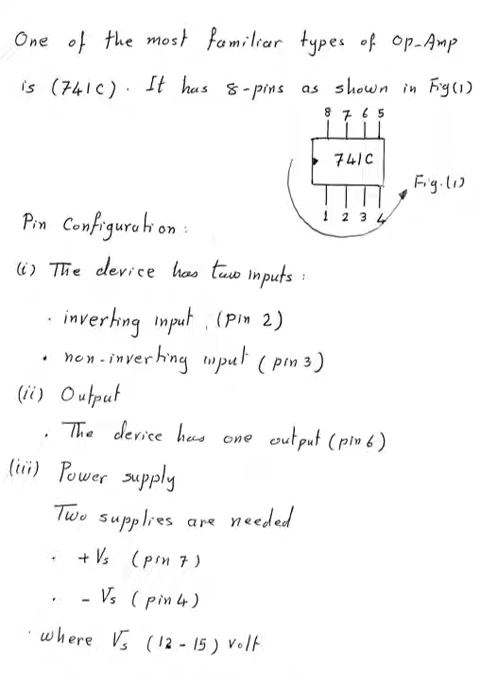 One of the most familiar types of Op-Amp
is (741C). It has 8-pins as shown in Fig(1)
8 7 6 5
741C
Fig.(1)
1 2 3 4
Pin Configuration:
(i) The device has two inputs:
. inverting input (pin 2)
• non-inverting input (pin 3)
(ii) Output
. The device has one output (pin 6)
(iii) Power supply
Two supplies are needed
. +Vs (pin 7)
. - Vs (pin 4)
. where Vs (12 - 15) volt